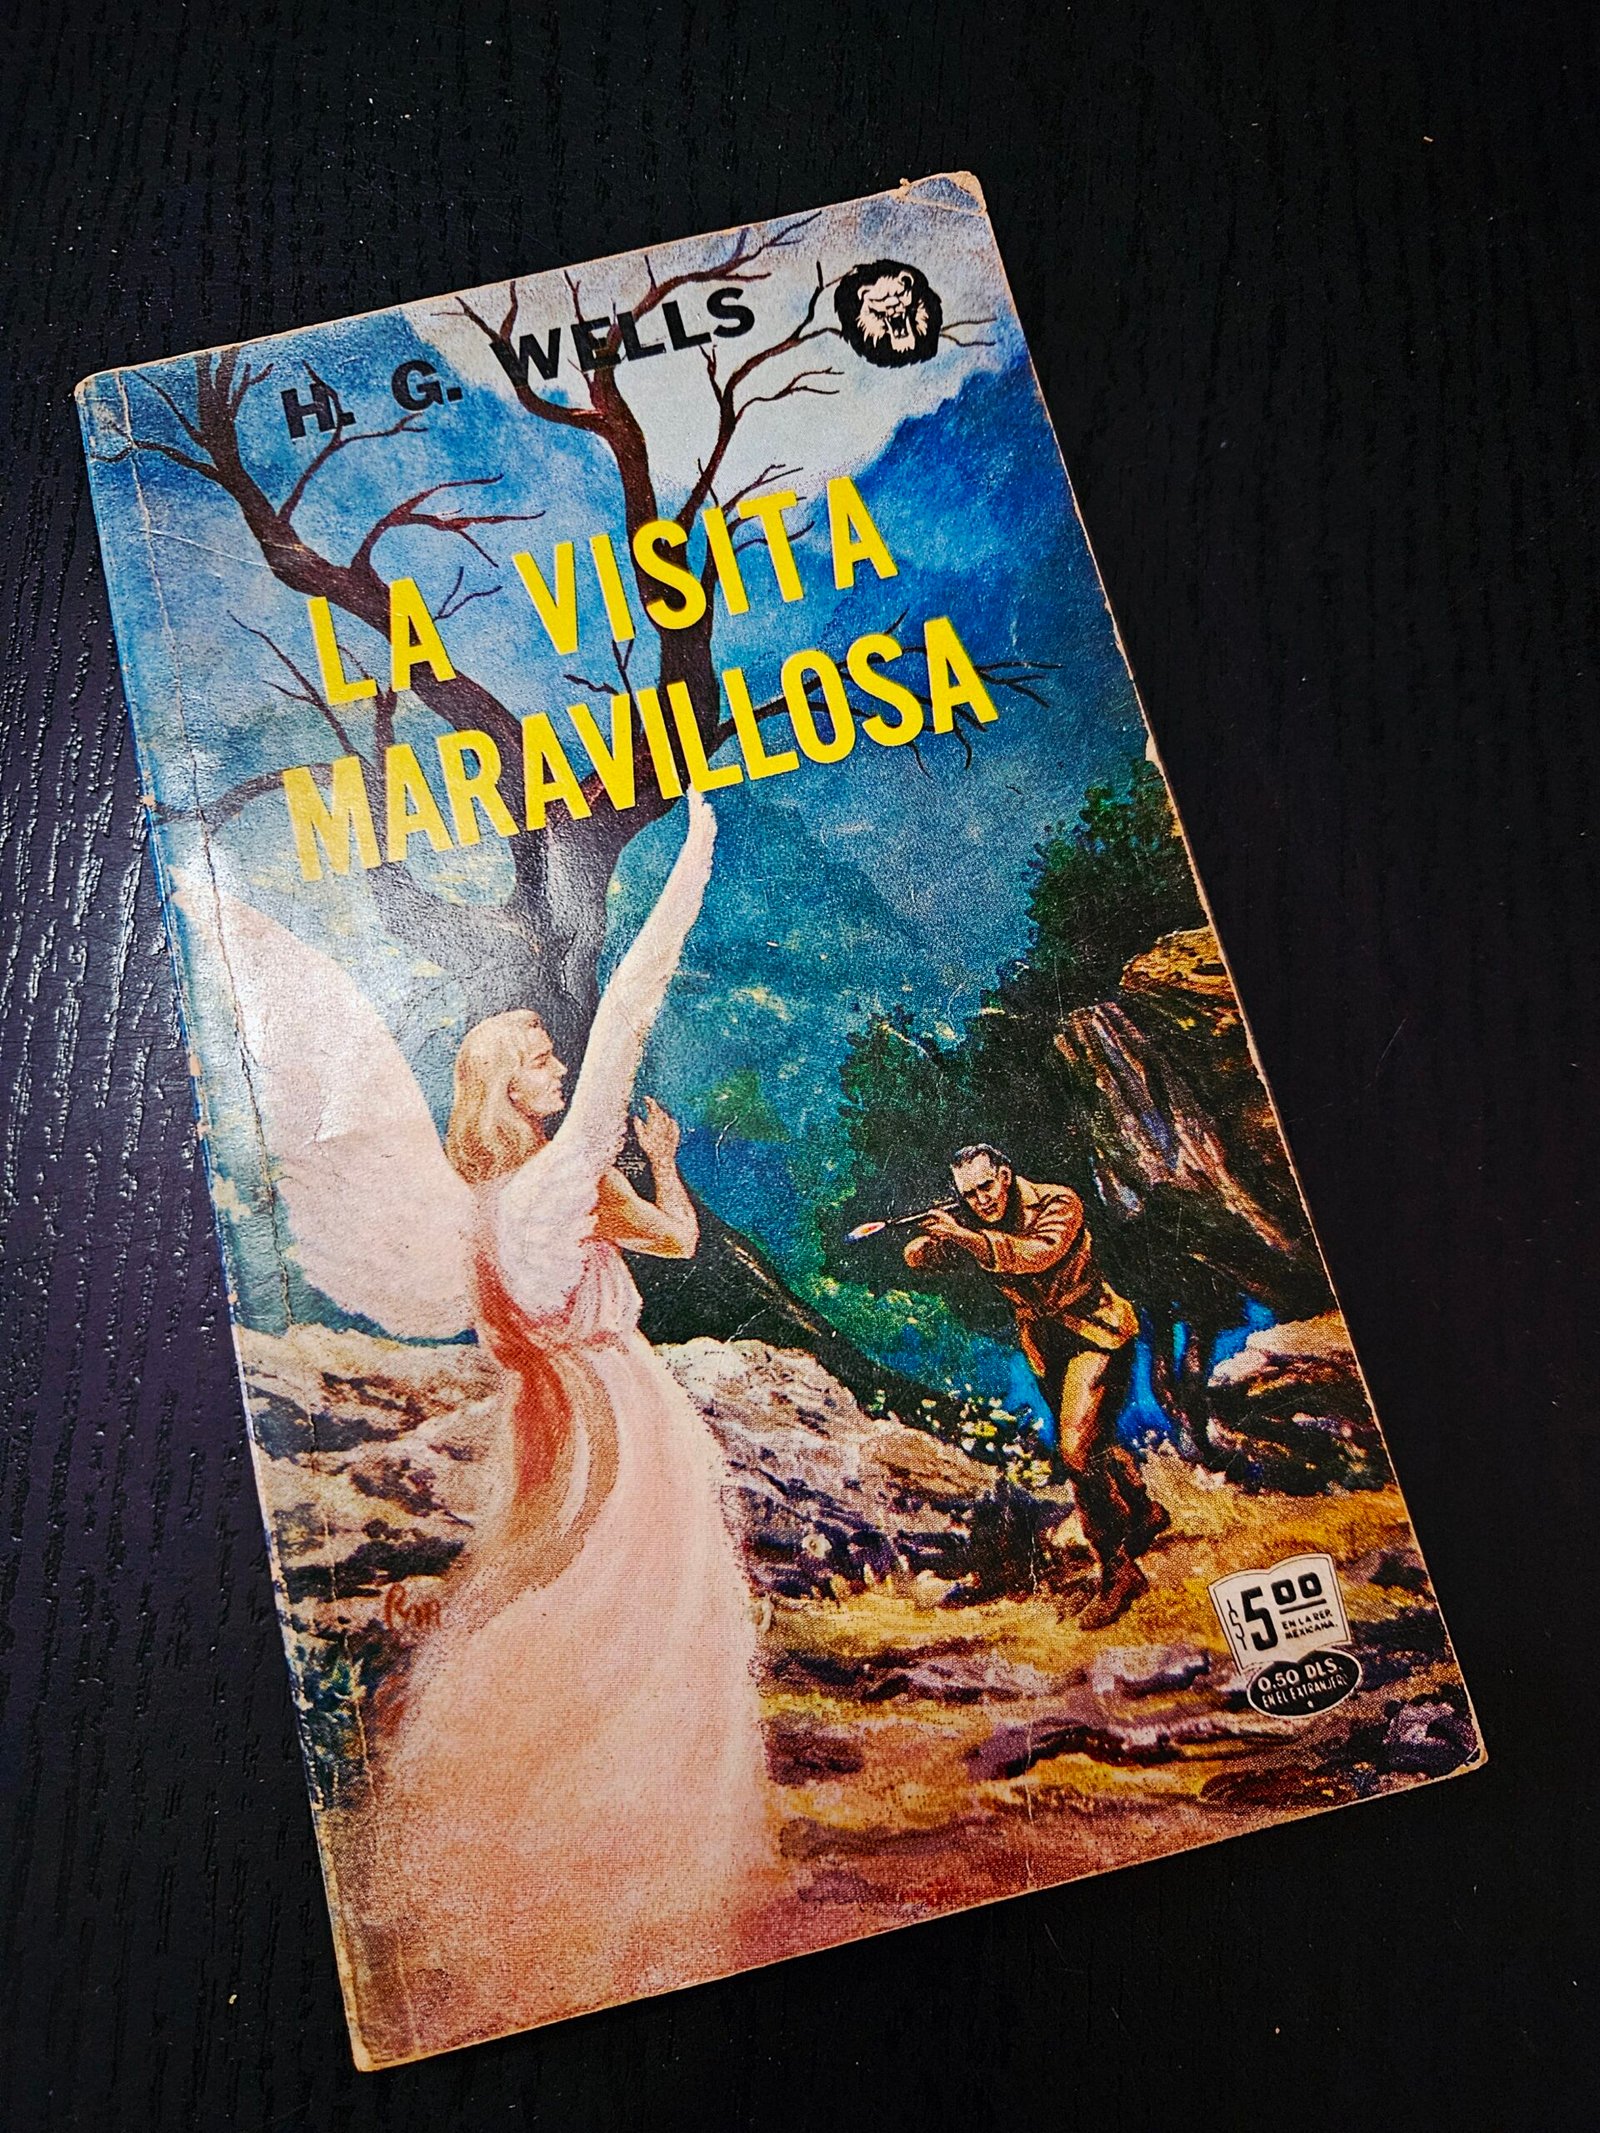 H. G. WELLS
LA VISITA
MARAVILLOSA
$5.00
EN LA REP.
MEXICANA.
0.50 DLS.
EN EL EXTRANJERO